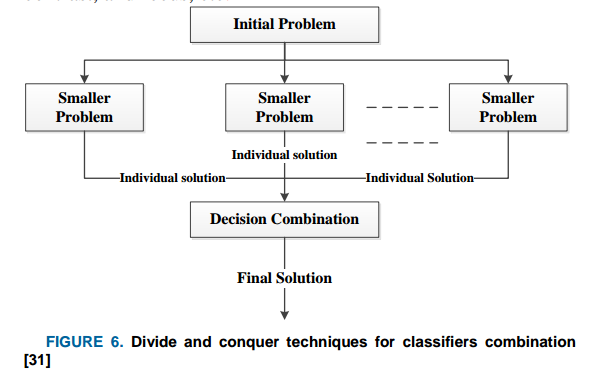 Initial Problem
Smaller
Problem
Smaller
Problem
Smaller
Problem
Individual solution
Individual solution
Individual Solution
Decision Combination
Final Solution
FIGURE 6. Divide and conquer techniques for classifiers combination
[31]